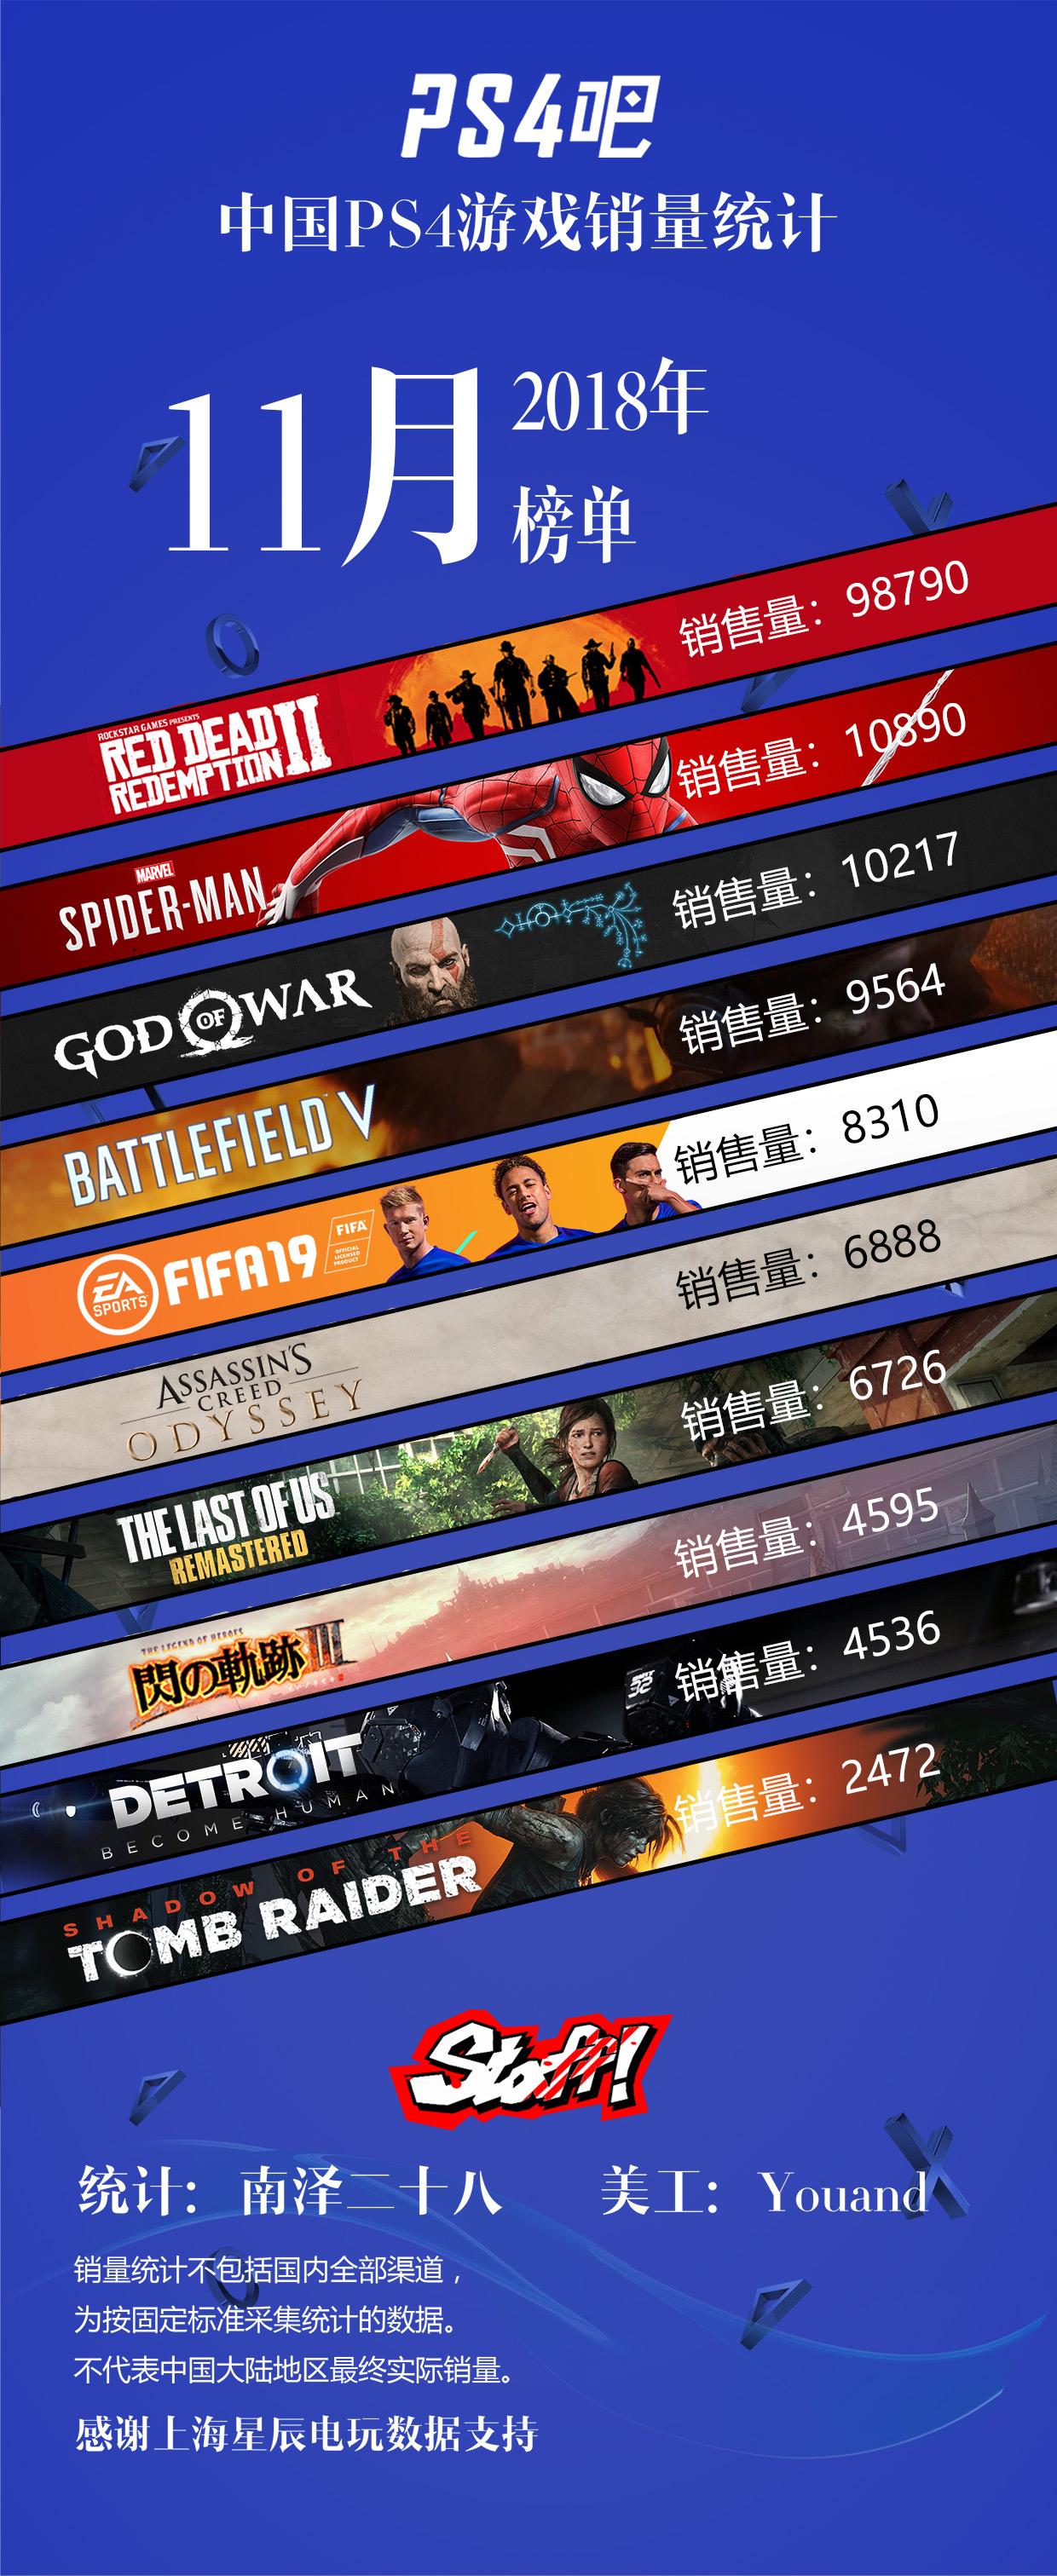 PS4吧
中国PS4游戏销量统计
11月
2018年
榜单
ROCKSTAR GAMES PRESENTS
RED DEAD
REDEMPTION II
销售量：98790
MARVEL
SPIDER-MAN
销售量：10890
GOD OF WAR
销售量：10217
BATTLEFIELD V
销售量：9564
EA
SPORTS
FIFA19
FIFA
OFFICIAL
LICENSED
PRODUCT
销售量：8310
ASSASSIN'S
CREED
ODYSSEY
销售量：6888
THE LAST OF US
REMASTERED
销售量：6726
THE LEGEND OF HEROES
閃の軌跡III
销售量：4595
DETROIT
BECOME HUMAN
销售量：4536
SHADOW OF THE
TOMB RAIDER
销售量：2472
Staff!
统计：南泽二十八
美工：Youand
销量统计不包括国内全部渠道，
为按固定标准采集统计的数据。
不代表中国大陆地区最终实际销量。
感谢上海星辰电玩数据支持